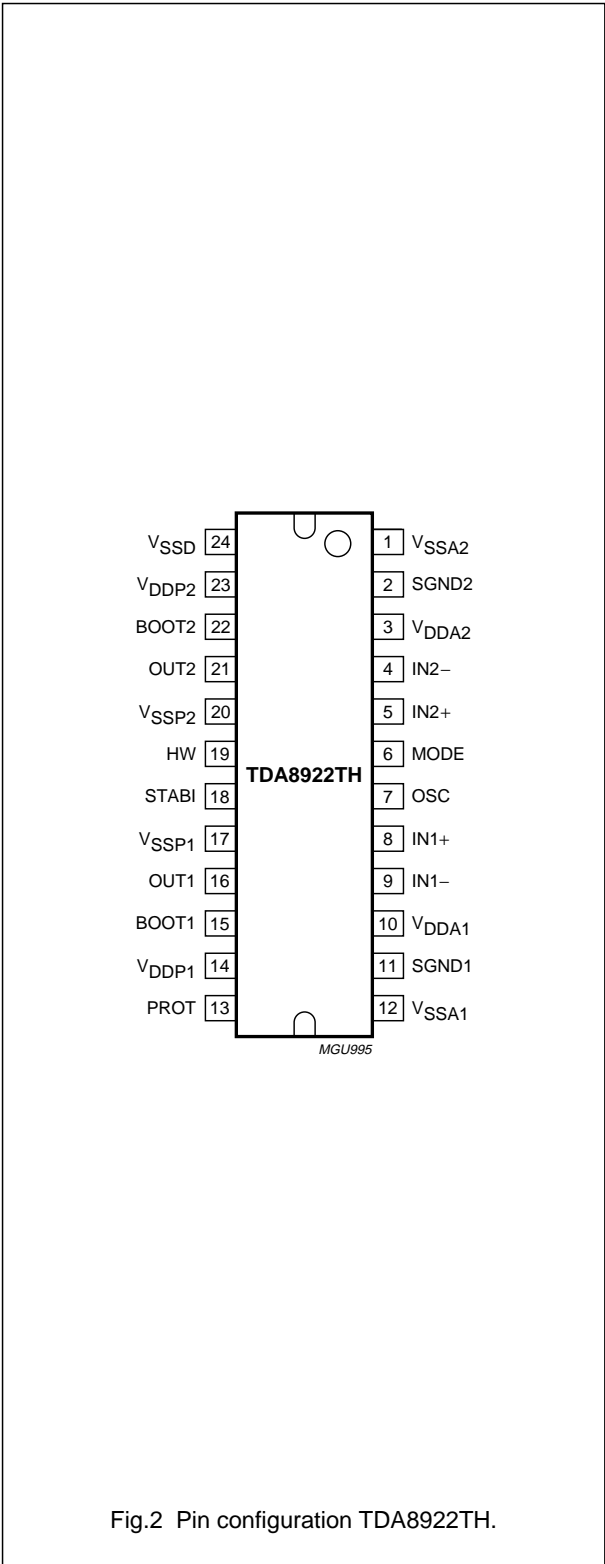 VSSD 24 1 VSSA2
VDDP2 23 2 SGND2
BOOT2 22 3 VDDA2
OUT2 21 4 IN2−
VSSP2 20 5 IN2+
HW 19 6 MODE
TDA8922TH
STABI 18 7 OSC
VSSP1 17 8 IN1+
OUT1 16 9 IN1−
BOOT1 15 10 VDDA1
VDDP1 14 11 SGND1
PROT 13 12 VSSA1
MGU995
Fig.2 Pin configuration TDA8922TH.